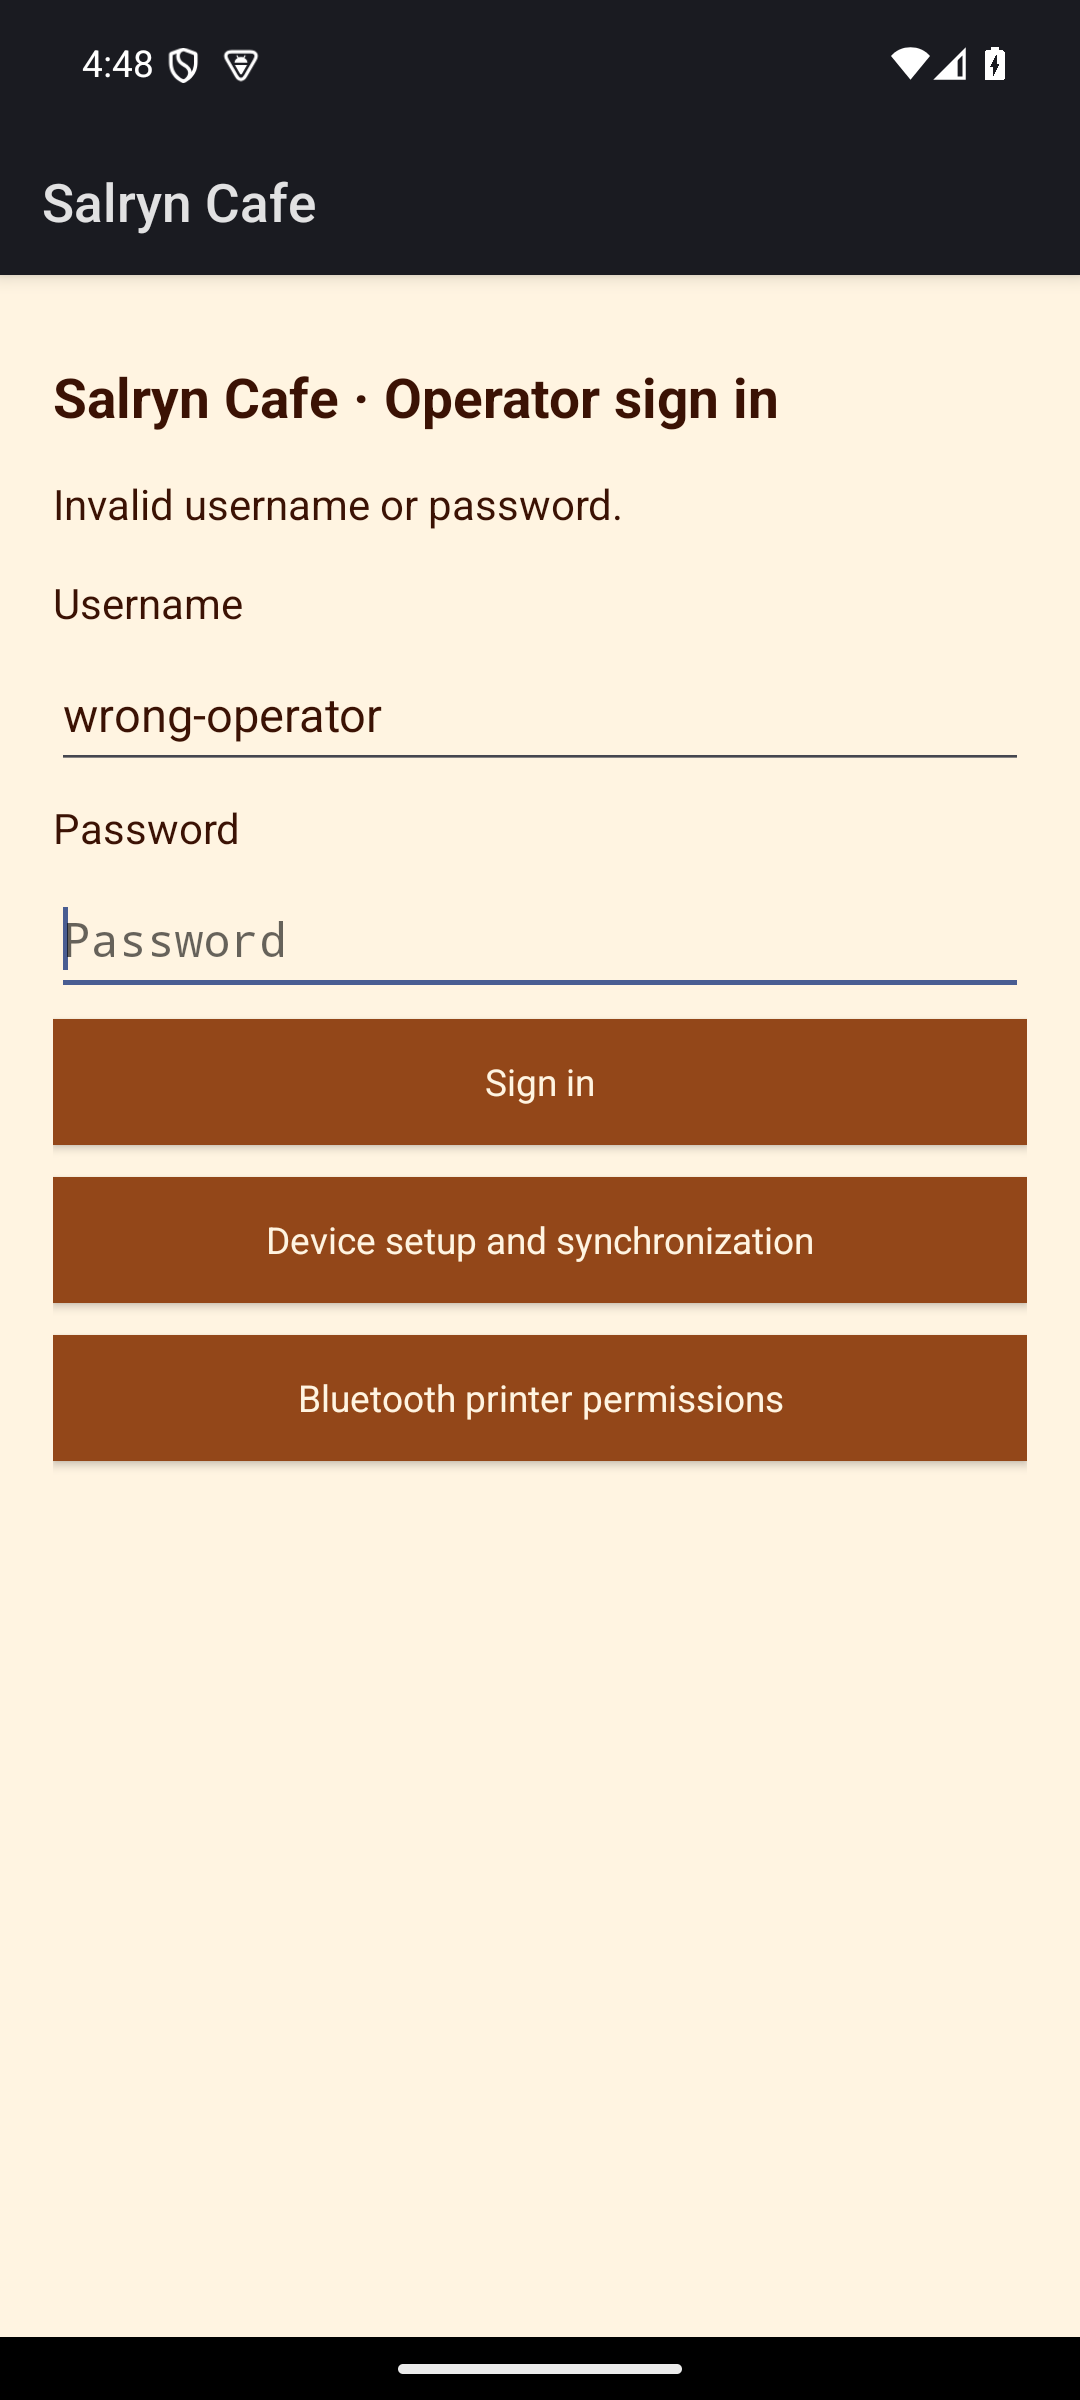 4:48
Salryn Cafe
Salryn Cafe · Operator sign in
Invalid username or password.
Username
wrong-operator
Password
Password
Sign in
Device setup and synchronization
Bluetooth printer permissions